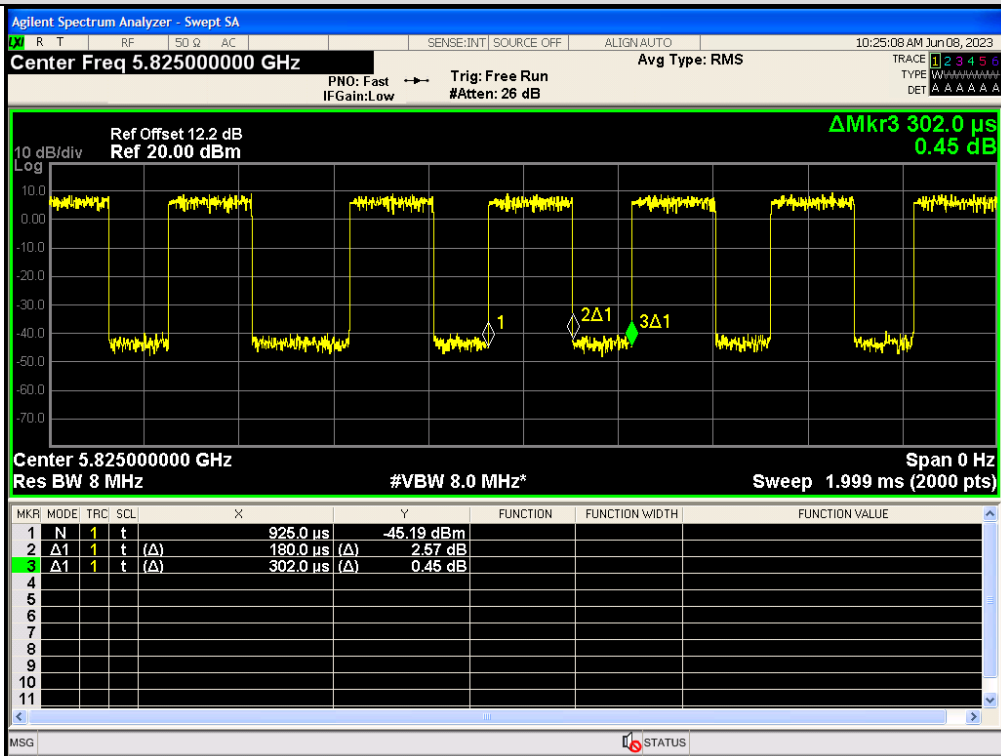 Agilent Spectrum Analyzer - Swept SA
LXI R T RF 50 Ω AC SENSE:INT SOURCE OFF ALIGNAUTO 10:25:08 AM Jun 08, 2023
Center Freq 5.825000000 GHz
Avg Type: RMS
TRACE 1 2 3 4 5 6
PNO: Fast Trig: Free Run
TYPE W
IFGain:Low #Atten: 26 dB
DET A A A A A A
ΔMkr3 302.0 µs
0.45 dB
Ref Offset 12.2 dB
10 dB/div Ref 20.00 dBm
Log
10.0
0.00
-10.0
-20.0
-30.0
1 2Δ1 3Δ1
-40.0
-50.0
-60.0
-70.0
Center 5.825000000 GHz Span 0 Hz
Res BW 8 MHz #VBW 8.0 MHz* Sweep 1.999 ms (2000 pts)
MKR MODE TRC SCL X Y FUNCTION FUNCTION WIDTH FUNCTION VALUE
1 N 1 t 925.0 µs -45.19 dBm
2 Δ1 1 t (Δ) 180.0 µs (Δ) 2.57 dB
3 Δ1 1 t (Δ) 302.0 µs (Δ) 0.45 dB
4
5
6
7
8
9
10
11
MSG STATUS